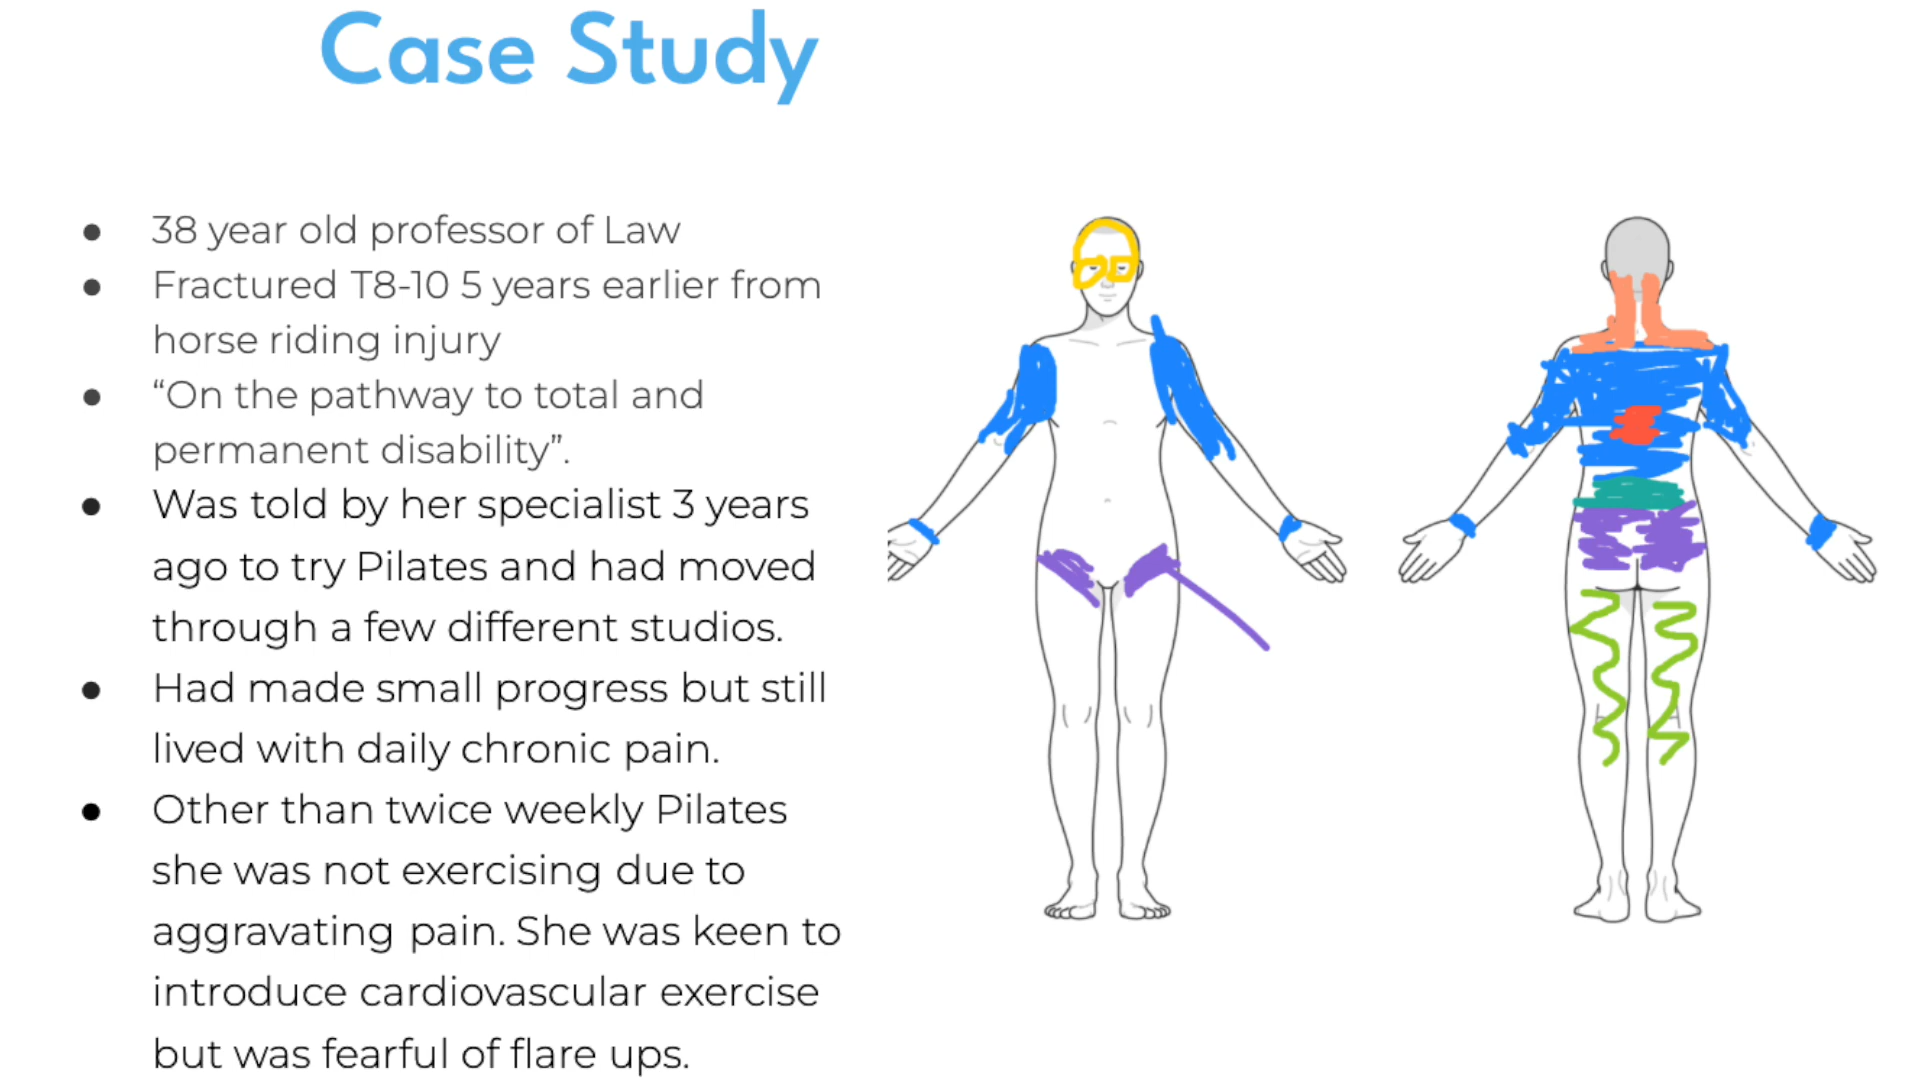 Case Study
● 38 year old professor of Law
● Fractured T8-10 5 years earlier from
horse riding injury
● “On the pathway to total and
permanent disability”.
● Was told by her specialist 3 years
ago to try Pilates and had moved
through a few different studios.
● Had made small progress but still
lived with daily chronic pain.
● Other than twice weekly Pilates
she was not exercising due to
aggravating pain. She was keen to
introduce cardiovascular exercise
but was fearful of flare ups.